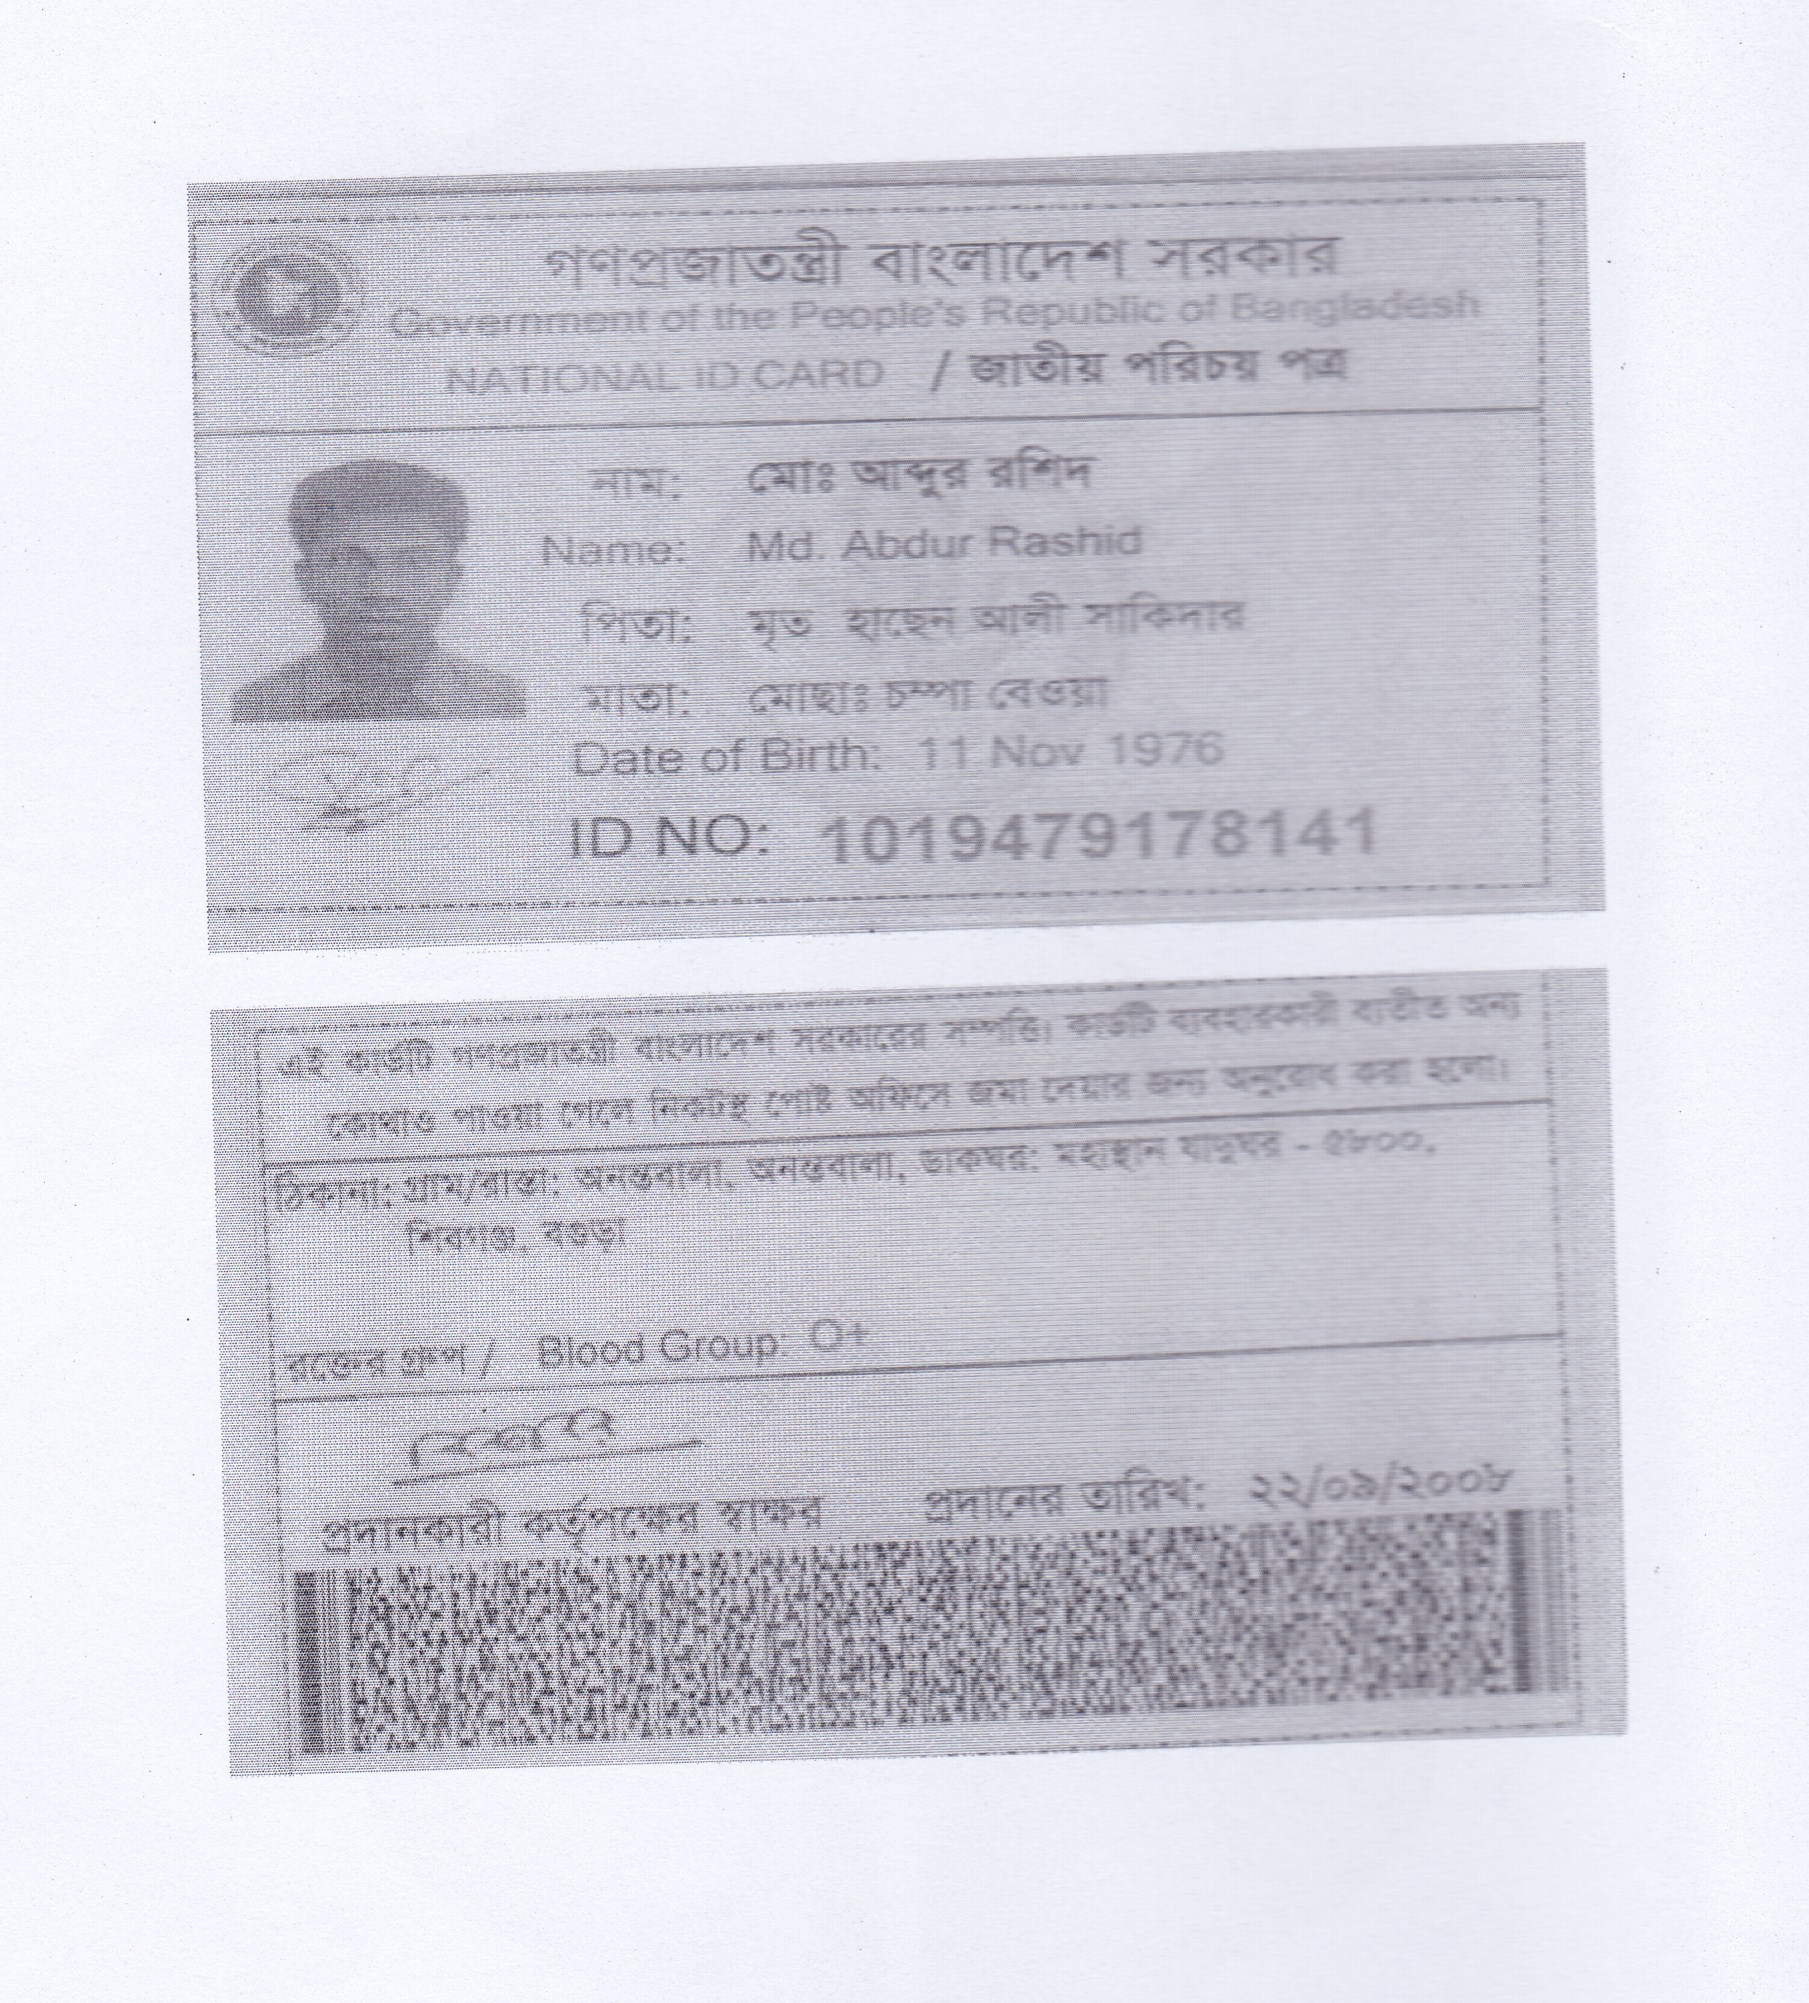 গণপ্রজাতন্ত্রী বাংলাদেশ সরকার
Government of the People's Republic of Bangladesh
NATIONAL ID CARD / জাতীয় পরিচয় পত্র
নাম: মোঃ আব্দুর রশিদ
Name: Md. Abdur Rashid
পিতা: মৃত হাছেন আলী সাকিদার
মাতা: মোছাঃ চম্পা বেওয়া
Date of Birth: 11 Nov 1976
ID NO: 1019479178141
এই কার্ডটি গণপ্রজাতন্ত্রী বাংলাদেশ সরকারের সম্পত্তি। কার্ডটি ব্যবহারকারী ব্যতীত অন্য
কোথাও পাওয়া গেলে নিকটস্থ পোষ্ট অফিসে জমা দেয়ার জন্য অনুরোধ করা হলো।
ঠিকানা: গ্রাম/রাস্তা: অনন্তবালা, অনন্তবালা, ডাকঘর: মহাস্থান যাদুঘর - ৫৮০০,
শিবগঞ্জ, বগুড়া
রক্তের গ্রুপ / Blood Group: O+
প্রদানকারী কর্তৃপক্ষের স্বাক্ষর প্রদানের তারিখ: ২২/০৯/২০০৮